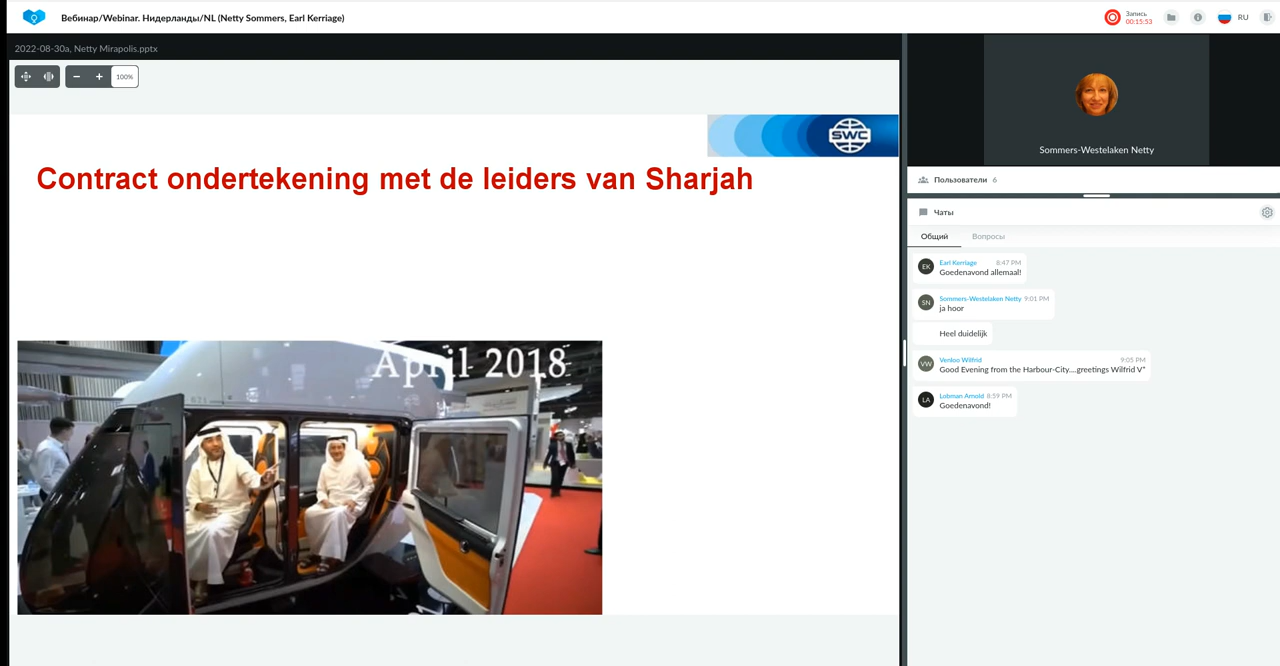 Вебинар/Webinar. Нидерланды/NL (Netty Sommers, Earl Kerriage)
Запись
00:15:53
RU
2022-08-30a, Netty Mirapolis.pptx
100%
SWC
Contract ondertekening met de leiders van Sharjah
April 2018
621
Sommers-Westelaken Netty
Пользователи 6
Чаты
Общий
Вопросы
EK
Earl Kerriage 8:47 PM
Goedenavond allemaal!
SN
Sommers-Westelaken Netty 9:01 PM
ja hoor
Heel duidelijk
VW
Venloo Wilfrid 9:05 PM
Good Evening from the Harbour-City....greetings Wilfrid V"
LA
Lobman Arnold 8:59 PM
Goedenavond!